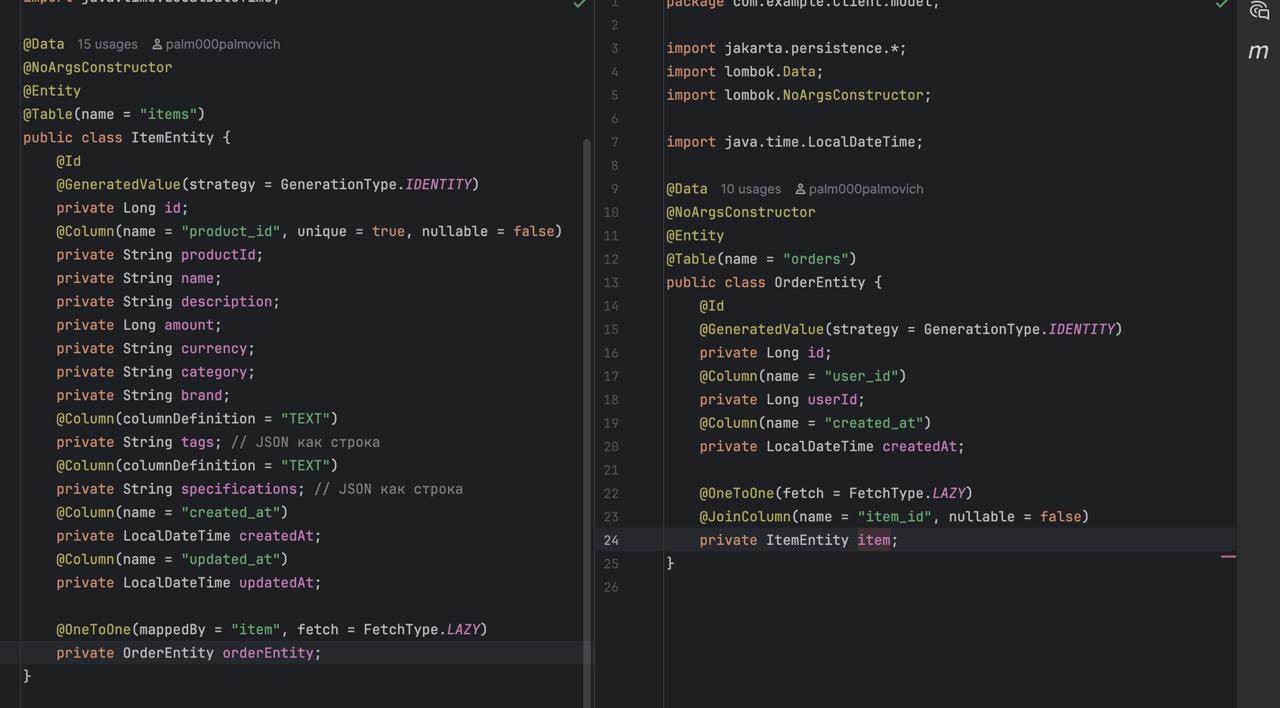 import java.time.LocalDateTime;
@Data 15 usages palm000palmovich
@NoArgsConstructor
@Entity
@Table(name = "items")
public class ItemEntity {
@Id
@GeneratedValue(strategy = GenerationType.IDENTITY)
private Long id;
@Column(name = "product_id", unique = true, nullable = false)
private String productId;
private String name;
private String description;
private Long amount;
private String currency;
private String category;
private String brand;
@Column(columnDefinition = "TEXT")
private String tags; // JSON как строка
@Column(columnDefinition = "TEXT")
private String specifications; // JSON как строка
@Column(name = "created_at")
private LocalDateTime createdAt;
@Column(name = "updated_at")
private LocalDateTime updatedAt;
@OneToOne(mappedBy = "item", fetch = FetchType.LAZY)
private OrderEntity orderEntity;
}
1 package com.example.Client.model;
2
3 import jakarta.persistence.*;
4 import lombok.Data;
5 import lombok.NoArgsConstructor;
6
7 import java.time.LocalDateTime;
8
9 @Data 10 usages palm000palmovich
10 @NoArgsConstructor
11 @Entity
12 @Table(name = "orders")
13 public class OrderEntity {
14 @Id
15 @GeneratedValue(strategy = GenerationType.IDENTITY)
16 private Long id;
17 @Column(name = "user_id")
18 private Long userId;
19 @Column(name = "created_at")
20 private LocalDateTime createdAt;
21
22 @OneToOne(fetch = FetchType.LAZY)
23 @JoinColumn(name = "item_id", nullable = false)
24 private ItemEntity item;
25 }
26
m